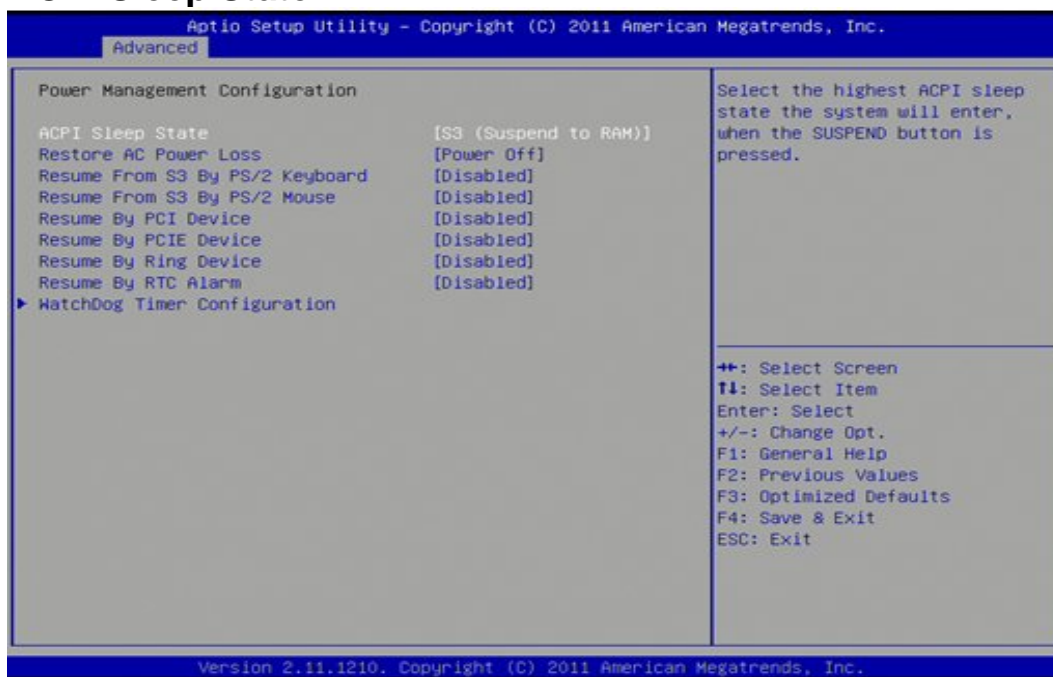 Aptio Setup Utility – Copyright (C) 2011 American Megatrends, Inc.
Advanced
Power Management Configuration
ACPI Sleep State [S3 (Suspend to RAM)]
Restore AC Power Loss [Power Off]
Resume From S3 By PS/2 Keyboard [Disabled]
Resume From S3 By PS/2 Mouse [Disabled]
Resume By PCI Device [Disabled]
Resume By PCIE Device [Disabled]
Resume By Ring Device [Disabled]
Resume By RTC Alarm [Disabled]
WatchDog Timer Configuration
Select the highest ACPI sleep
state the system will enter,
when the SUSPEND button is
pressed.
→←: Select Screen
↑↓: Select Item
Enter: Select
+/-: Change Opt.
F1: General Help
F2: Previous Values
F3: Optimized Defaults
F4: Save & Exit
ESC: Exit
Version 2.11.1210. Copyright (C) 2011 American Megatrends, Inc.